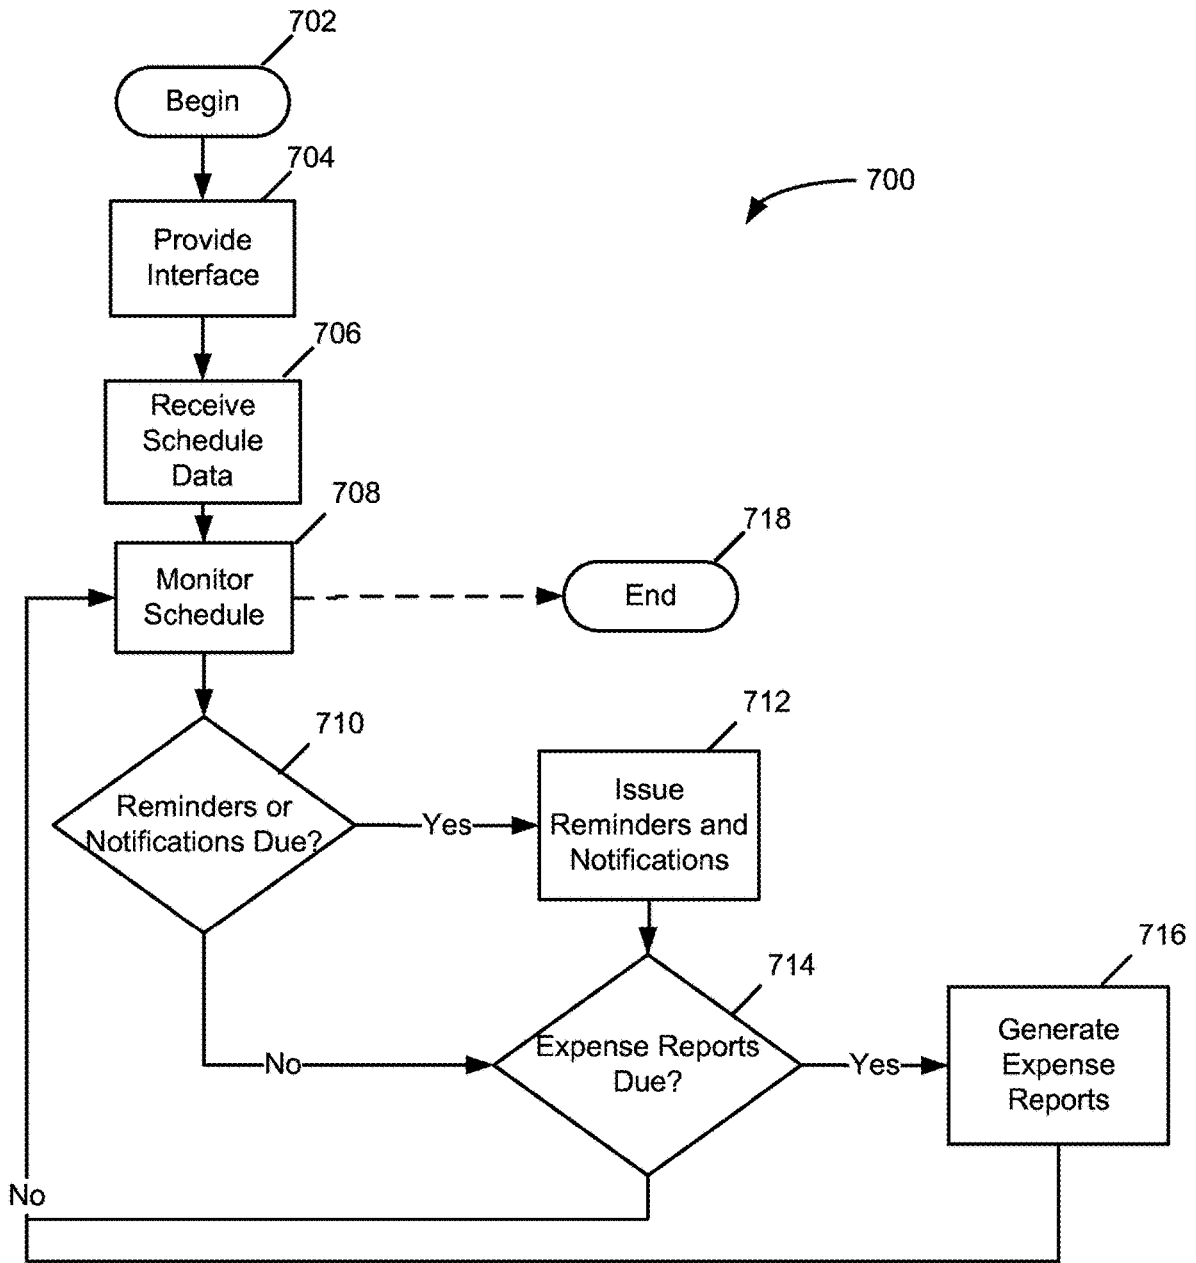 702
Begin
704
700
Provide
Interface
706
Receive
Schedule
Data
708
718
Monitor
Schedule
End
710
712
Reminders or
Notifications Due?
Yes
Issue
Reminders and
Notifications
714
716
No
Expense Reports
Due?
Yes
Generate
Expense
Reports
No